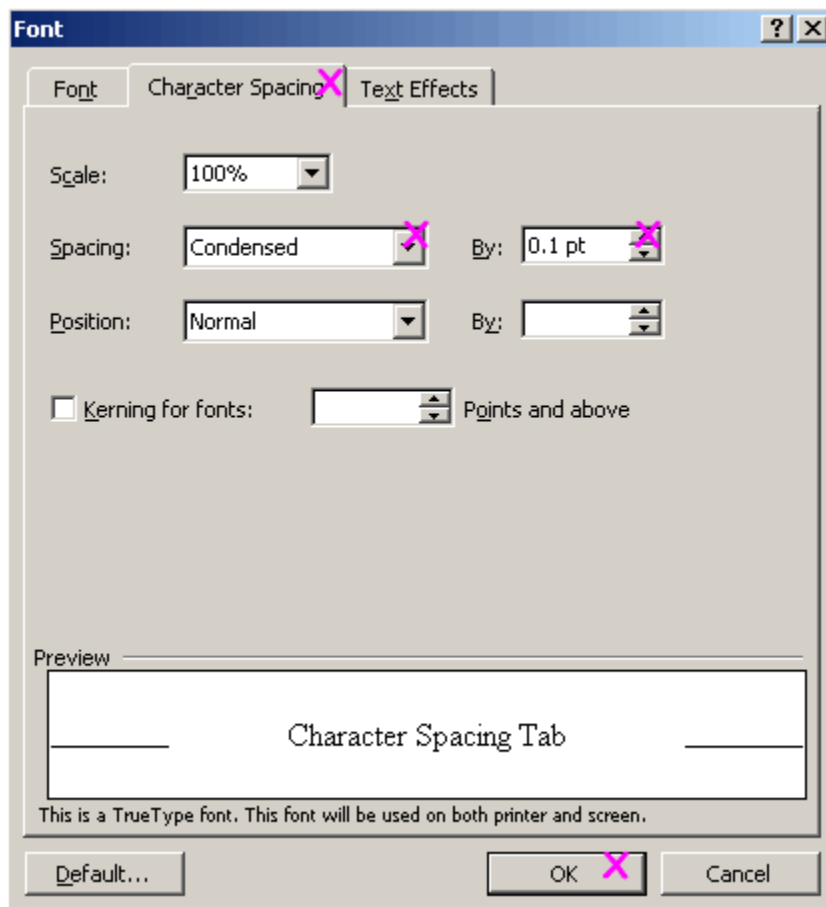 Font
Font Character Spacing Text Effects
Scale: 100%
Spacing: Condensed By: 0.1 pt
Position: Normal By:
Kerning for fonts: Points and above
Preview
Character Spacing Tab
This is a TrueType font. This font will be used on both printer and screen.
Default... OK Cancel